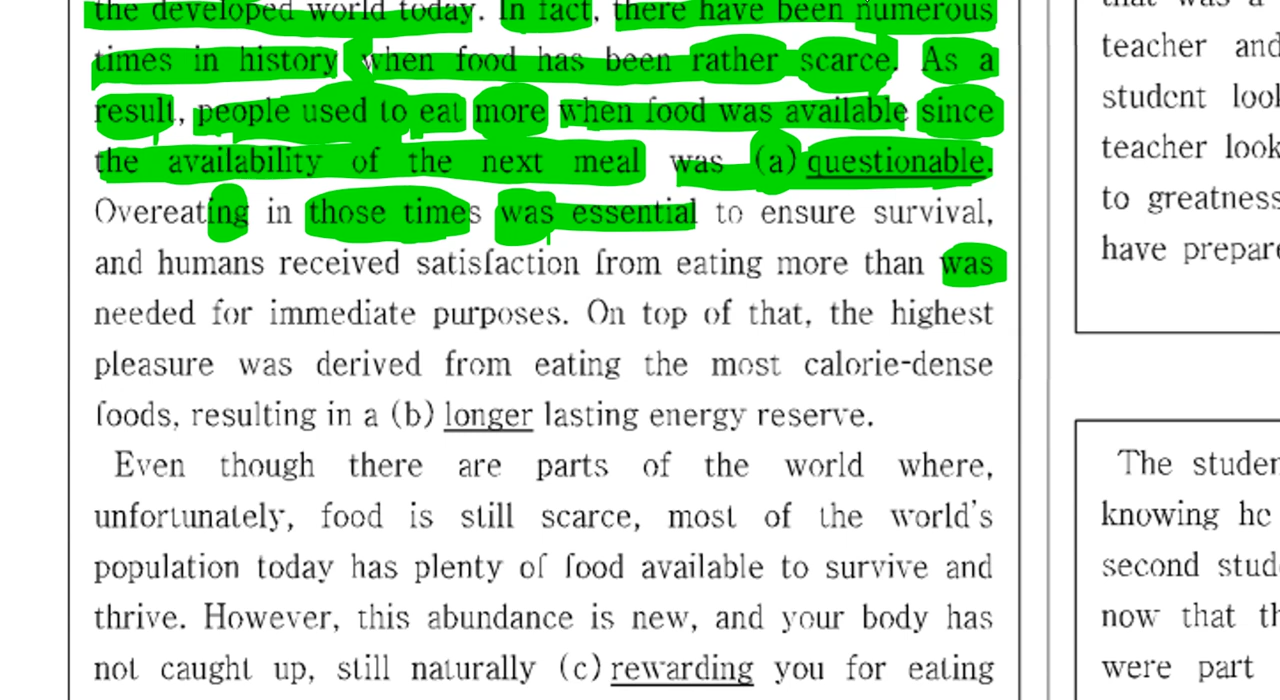 the developed world today. In fact, there have been numerous
times in history when food has been rather scarce. As a
result, people used to eat more when food was available since
the availability of the next meal was (a) questionable.
Overeating in those times was essential to ensure survival,
and humans received satisfaction from eating more than was
needed for immediate purposes. On top of that, the highest
pleasure was derived from eating the most calorie-dense
foods, resulting in a (b) longer lasting energy reserve.
Even though there are parts of the world where,
unfortunately, food is still scarce, most of the world's
population today has plenty of food available to survive and
thrive. However, this abundance is new, and your body has
not caught up, still naturally (c) rewarding you for eating
that was a
teacher and
student
teacher
to greatness
have
The
knowing he
second
now that
were part